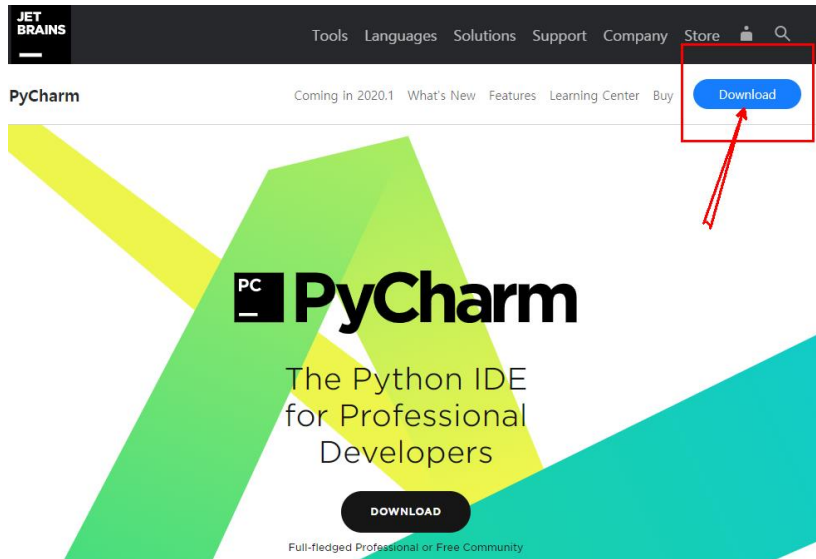 JET
BRAINS
Tools Languages Solutions Support Company Store
PyCharm
Coming in 2020.1 What's New Features Learning Center Buy Download
PC
PyCharm
The Python IDE
for Professional
Developers
DOWNLOAD
Full-fledged Professional or Free Community